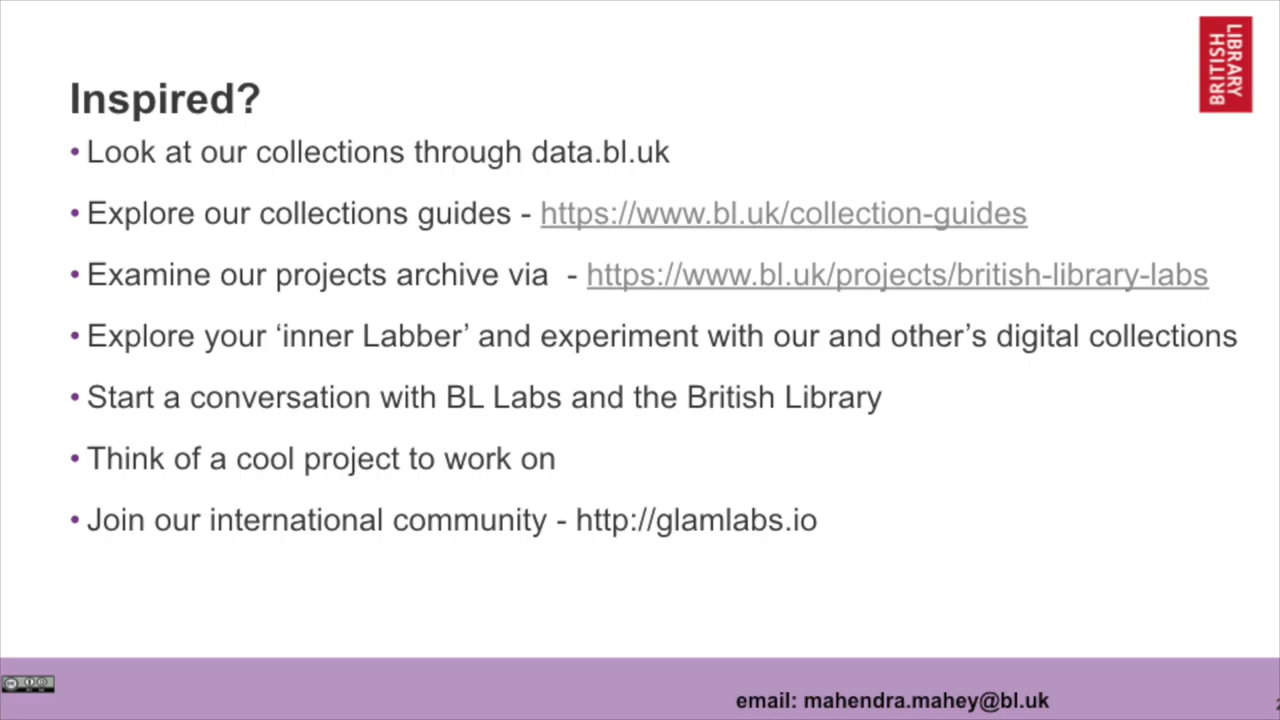 BRITISH
LIBRARY
Inspired?
• Look at our collections through data.bl.uk
• Explore our collections guides - https://www.bl.uk/collection-guides
• Examine our projects archive via  - https://www.bl.uk/projects/british-library-labs
• Explore your ‘inner Labber’ and experiment with our and other’s digital collections
• Start a conversation with BL Labs and the British Library
• Think of a cool project to work on
• Join our international community - http://glamlabs.io
email: mahendra.mahey@bl.uk